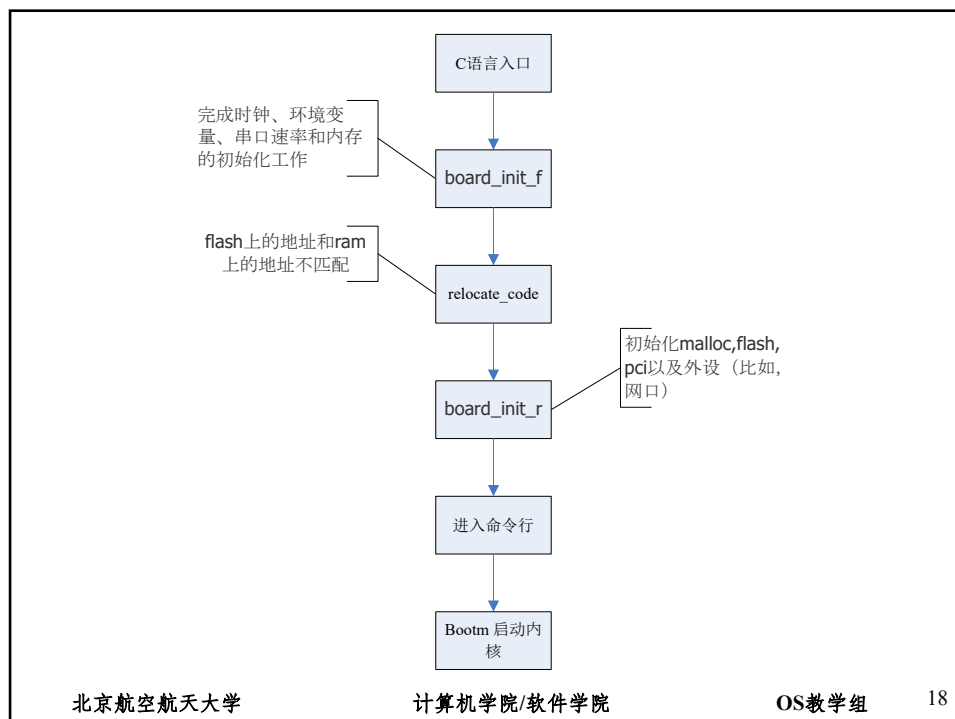 C语言入口
完成时钟、环境变
量、串口速率和内存
的初始化工作
board_init_f
flash上的地址和ram
上的地址不匹配
relocate_code
初始化malloc,flash,
pci以及外设（比如,
网口）
board_init_r
进入命令行
Bootm 启动内
核
北京航空航天大学 计算机学院/软件学院 OS教学组 18